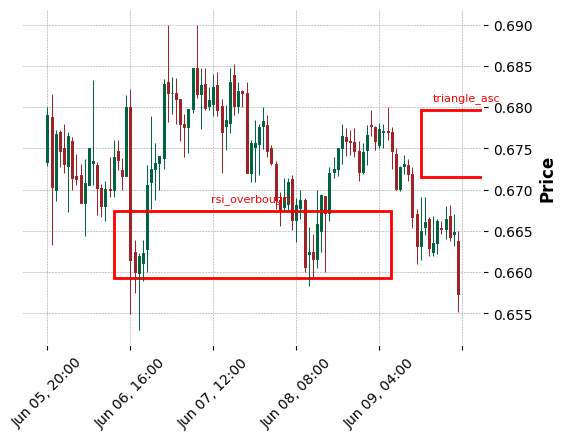 0.690
0.685
triangle_asc
0.680
0.675
0.670
rsi_overbought
0.665
0.660
0.655
Price
Jun 05, 20:00
Jun 06, 16:00
Jun 07, 12:00
Jun 08, 08:00
Jun 09, 04:00